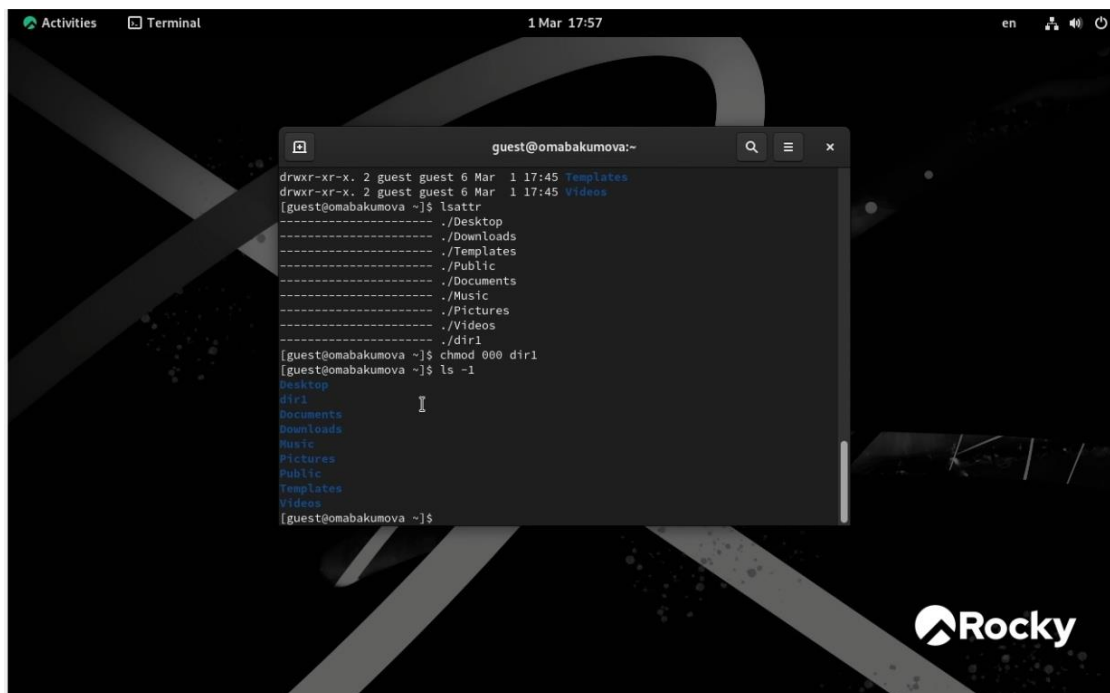 Activities Terminal 1 Mar 17:57 en
guest@omabakumova:~
drwxr-xr-x. 2 guest guest 6 Mar  1 17:45 Templates
drwxr-xr-x. 2 guest guest 6 Mar  1 17:45 Videos
[guest@omabakumova ~]$ lsattr
---------------------- ./Desktop
---------------------- ./Downloads
---------------------- ./Templates
---------------------- ./Public
---------------------- ./Documents
---------------------- ./Music
---------------------- ./Pictures
---------------------- ./Videos
---------------------- ./dir1
[guest@omabakumova ~]$ chmod 000 dir1
[guest@omabakumova ~]$ ls -1
Desktop
dir1
Documents
Downloads
Music
Pictures
Public
Templates
Videos
[guest@omabakumova ~]$
Rocky